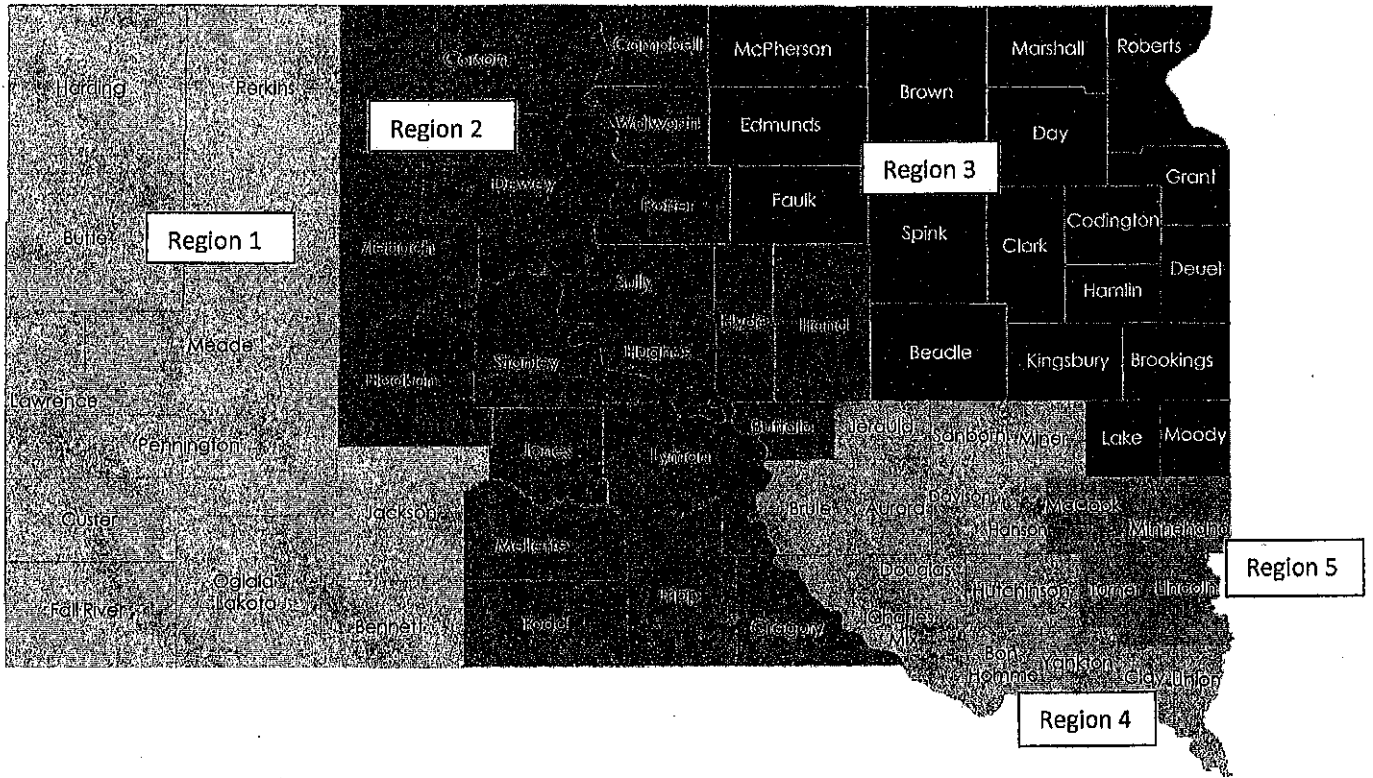 Campbell
McPherson
Marshall
Roberts
Corson
Harding
Perkins
Brown
Region 2
Walworth
Edmunds
Day
Region 3
Grant
Dewey
Potter
Faulk
Codington
Butte
Region 1
Ziebach
Spink
Clark
Deuel
Sully
Hamlin
Hyde
Hand
Meade
Stanley
Hughes
Beadle
Kingsbury
Brookings
Haakon
Lawrence
Buffalo
Jerauld
Sanborn
Miner
Lake
Moody
Pennington
Jones
Lyman
Jackson
Brule
Aurora
Davison
Hanson
McCook
Minnehaha
Custer
Mellette
Region 5
Douglas
Hutchinson
Turner
Lincoln
Fall River
Oglala
Lakota
Bennett
Todd
Tripp
Gregory
Charles
Mix
Bon
Homme
Yankton
Clay
Union
Region 4